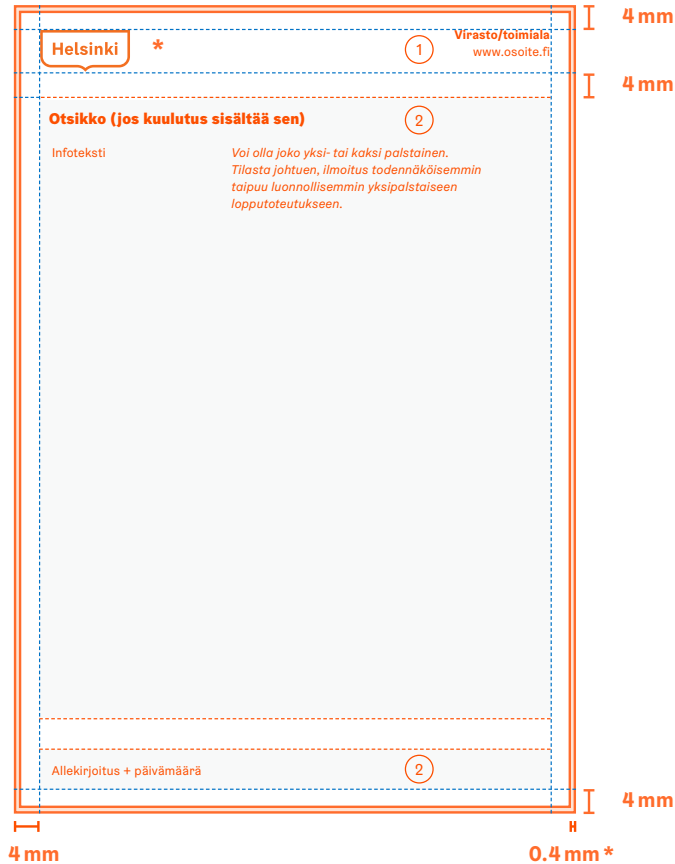 4 mm
Helsinki
*
1
Virasto/toimiala
www.osoite.fi
4 mm
Otsikko (jos kuulutus sisältää sen)
2
Infoteksti
Voi olla joko yksi- tai kaksi palstainen.
Tilasta johtuen, ilmoitus todennäköisemmin
taipuu luonnollisemmin yksipalstaiseen
lopputoteutukseen.
Allekirjoitus + päivämäärä
2
4 mm
4 mm
0.4 mm *